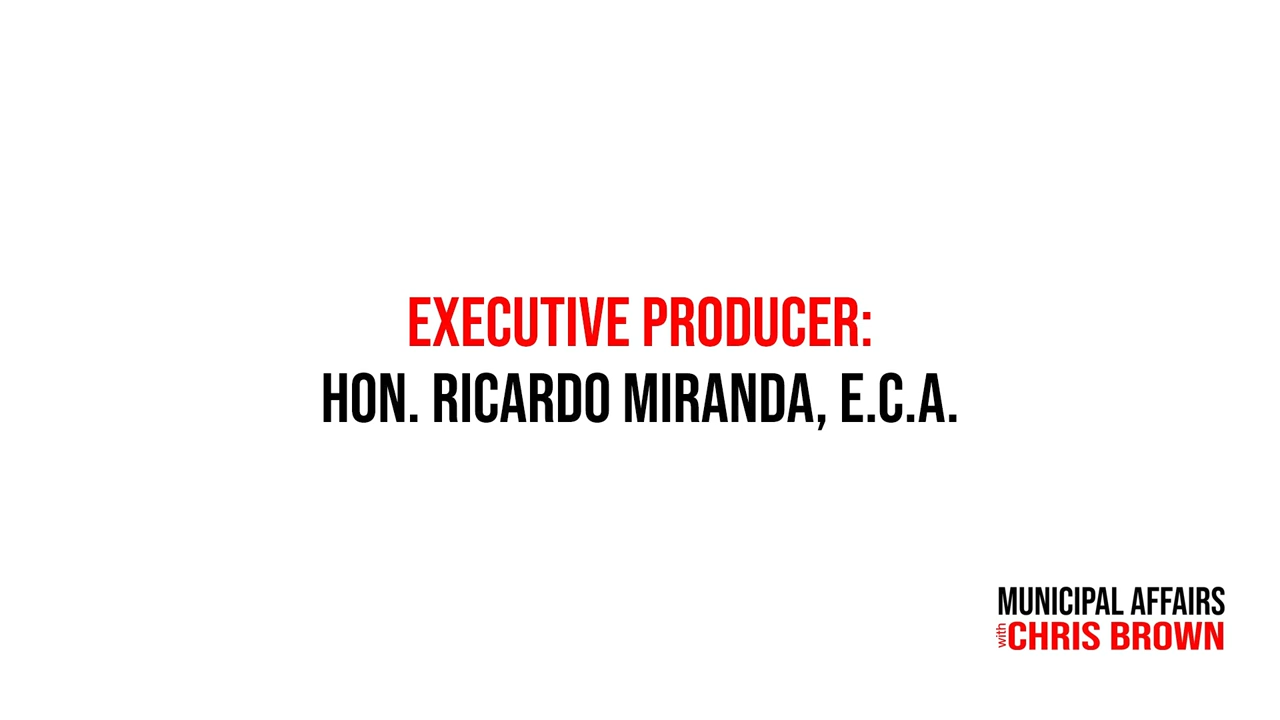 EXECUTIVE PRODUCER:
HON. RICARDO MIRANDA, E.C.A.
MUNICIPAL AFFAIRS
with CHRIS BROWN